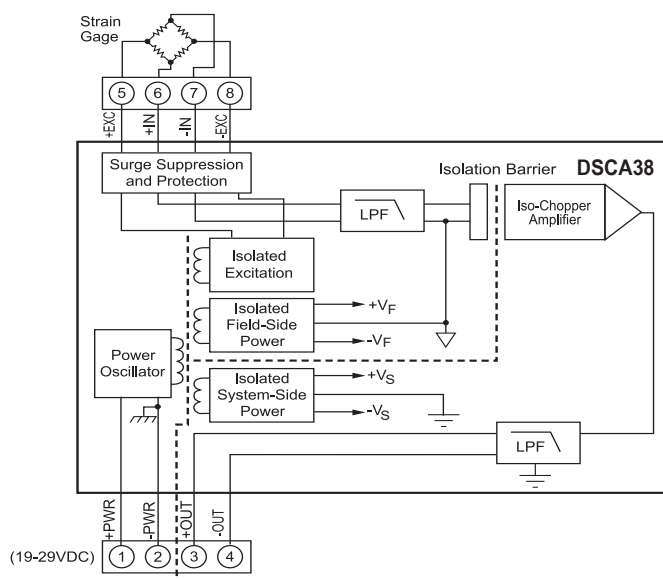 Strain
Gage
5 6 7 8
+EXC
+IN
-IN
-EXC
Surge Suppression
and Protection
Isolation Barrier
DSCA38
LPF
Iso-Chopper
Amplifier
Isolated
Excitation
Isolated
Field-Side
Power
+VF
-VF
Power
Oscillator
Isolated
System-Side
Power
+VS
-VS
LPF
+PWR
-PWR
+OUT
-OUT
(19-29VDC) 1 2 3 4